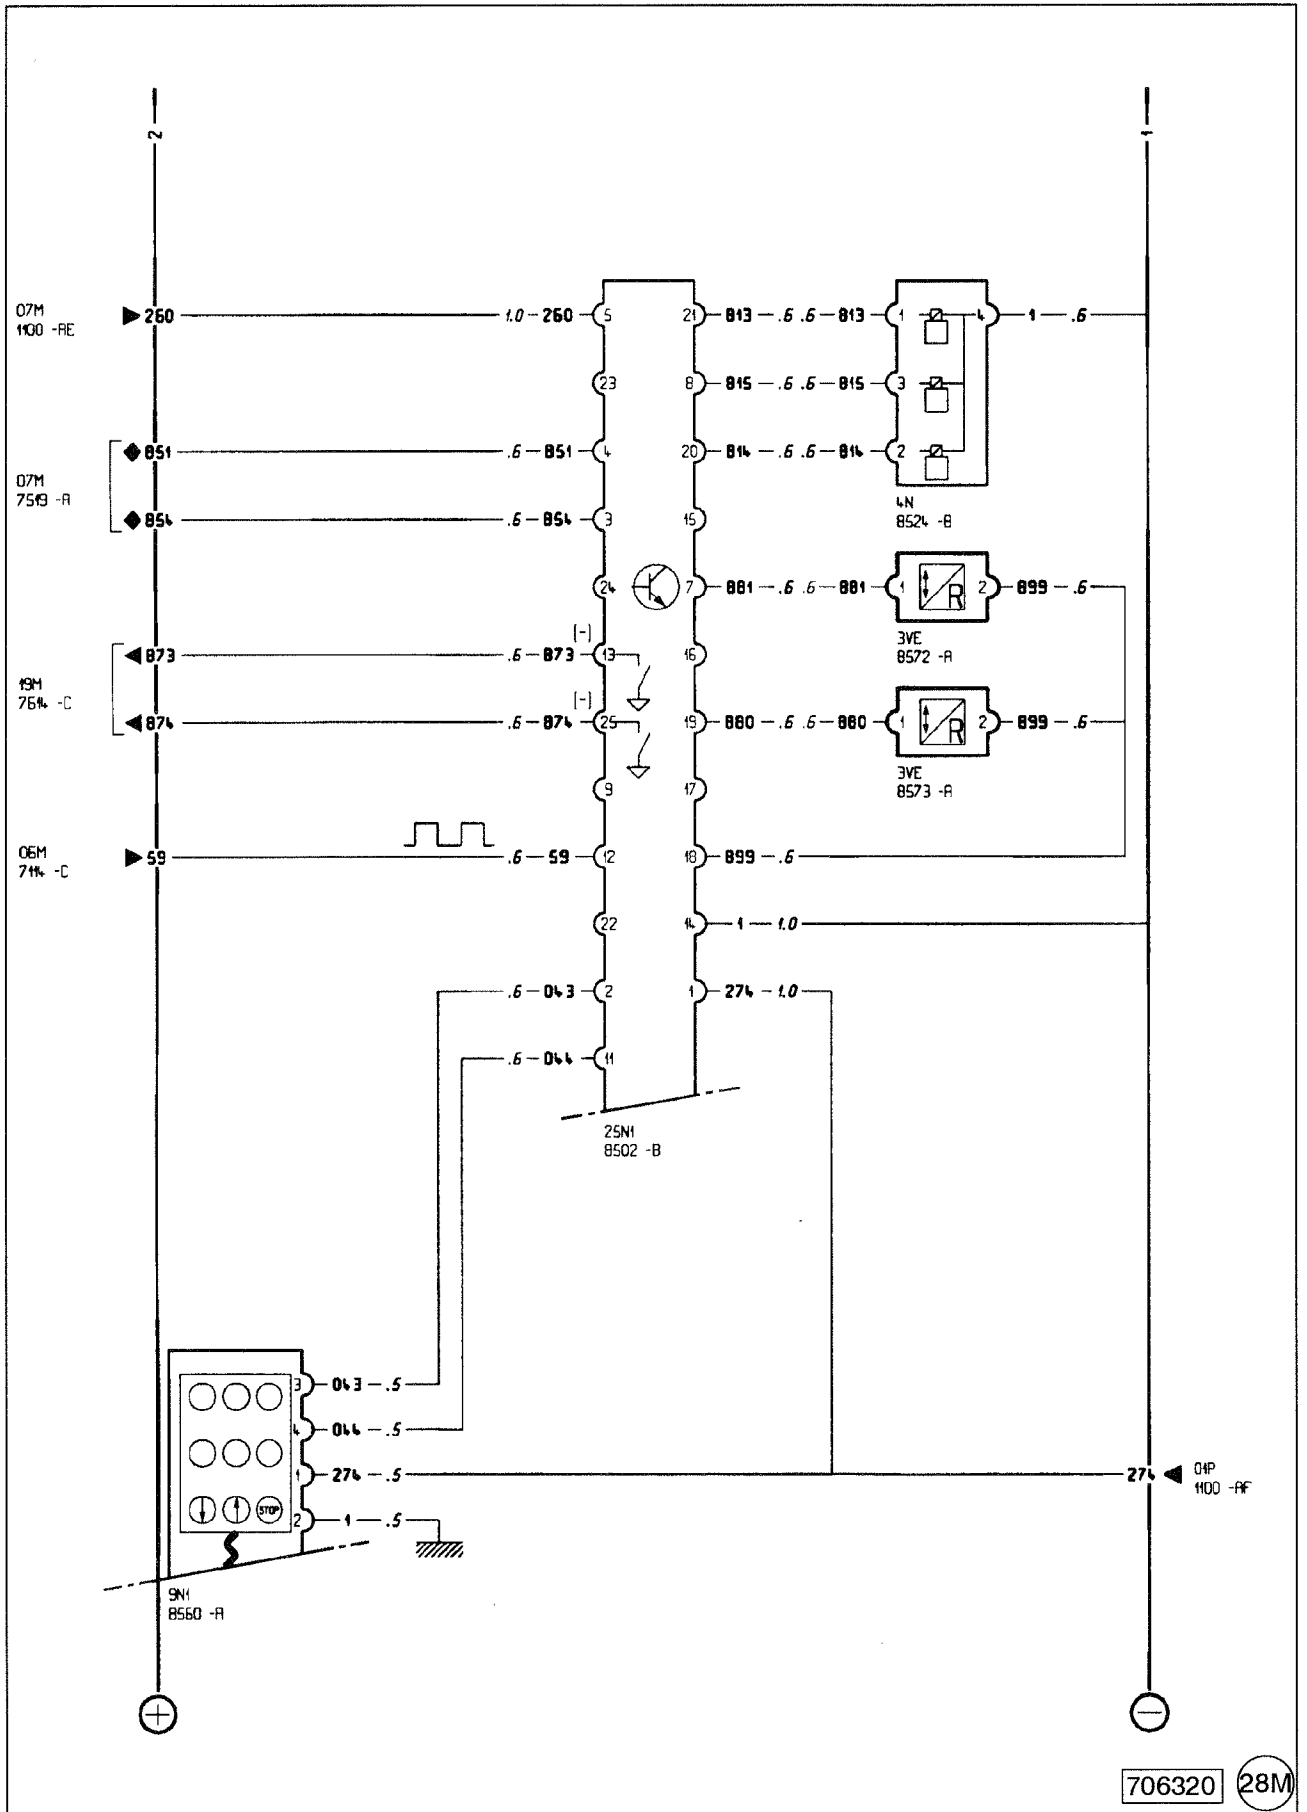 2
1
07M
1100 -AE
260
1.0 - 260
5
21
813 - .6 .6 - 813
1
4
1 - .6
23
8
815 - .6 .6 - 815
3
851
.6 - 851
4
20
814 - .6 .6 - 814
2
07M
7519 -A
854
.6 - 854
3
15
4N
8524 -B
24
7
881 - .6 .6 - 881
1
R
2
899 - .6
(-)
873
.6 - 873
13
16
3VE
8572 -A
19M
7614 -C
(-)
874
.6 - 874
25
19
880 - .6 .6 - 880
1
R
2
899 - .6
9
17
3VE
8573 -A
06M
7114 -C
59
.6 - 59
12
18
899 - .6
22
14
1 - 1.0
.6 - 043
2
1
274 - 1.0
.6 - 044
11
25N1
8502 -B
3
043 - .5
4
044 - .5
1
274 - .5
274
01P
1100 -AF
STOP
2
1 - .5
9N1
8560 -A
+
−
706320
28M